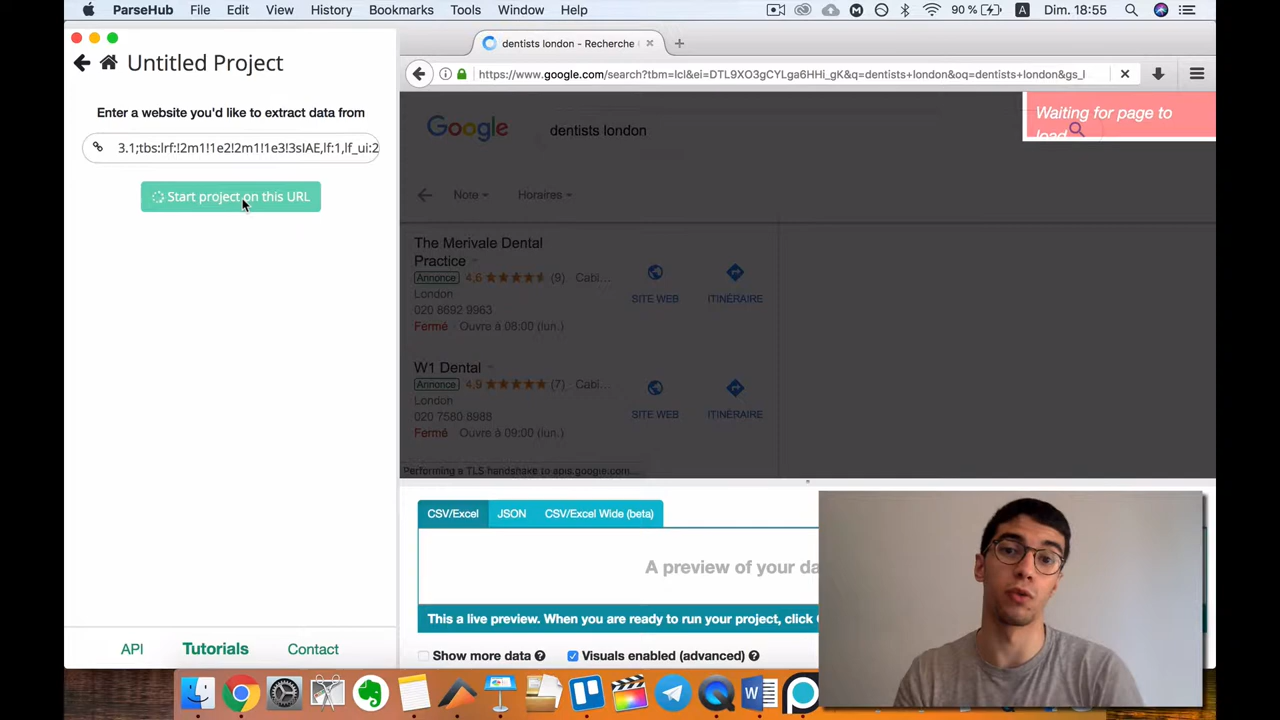 ParseHub File Edit View History Bookmarks Tools Window Help 90 % A Dim. 18:55
Untitled Project
Enter a website you'd like to extract data from
3.1;tbs:lrf:!2m1!1e2!2m1!1e3!3sIAE,lf:1,lf_ui:2
Start project on this URL
API Tutorials Contact
dentists london - Recherche
https://www.google.com/search?tbm=lcl&ei=DTL9XO3gCYLga6HHi_gK&q=dentists+london&oq=dentists+london&gs_l
Waiting for page to
load...
Google dentists london
Note Horaires
The Merivale Dental
Practice
Annonce 4,6 (9) Cabi...
London
020 8692 9963
Fermé Ouvre à 08:00 (lun.)
SITE WEB ITINÉRAIRE
W1 Dental
Annonce 4,9 (7) Cabi...
London
020 7580 8988
Fermé Ouvre à 09:00 (lun.)
SITE WEB ITINÉRAIRE
Performing a TLS handshake to apis.google.com...
CSV/Excel JSON CSV/Excel Wide (beta)
A preview of your da
This a live preview. When you are ready to run your project, click
Show more data ? Visuals enabled (advanced) ?